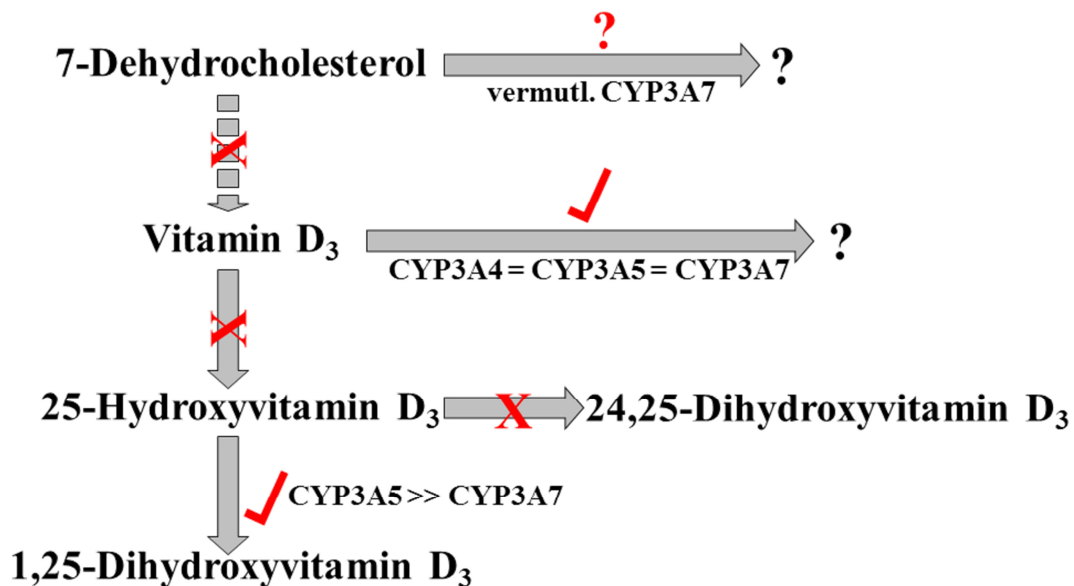 ?
7-Dehydrocholesterol ?
vermutl. CYP3A7
X
Vitamin D₃ ?
CYP3A4 = CYP3A5 = CYP3A7
X
25-Hydroxyvitamin D₃ X 24,25-Dihydroxyvitamin D₃
CYP3A5 >> CYP3A7
1,25-Dihydroxyvitamin D₃